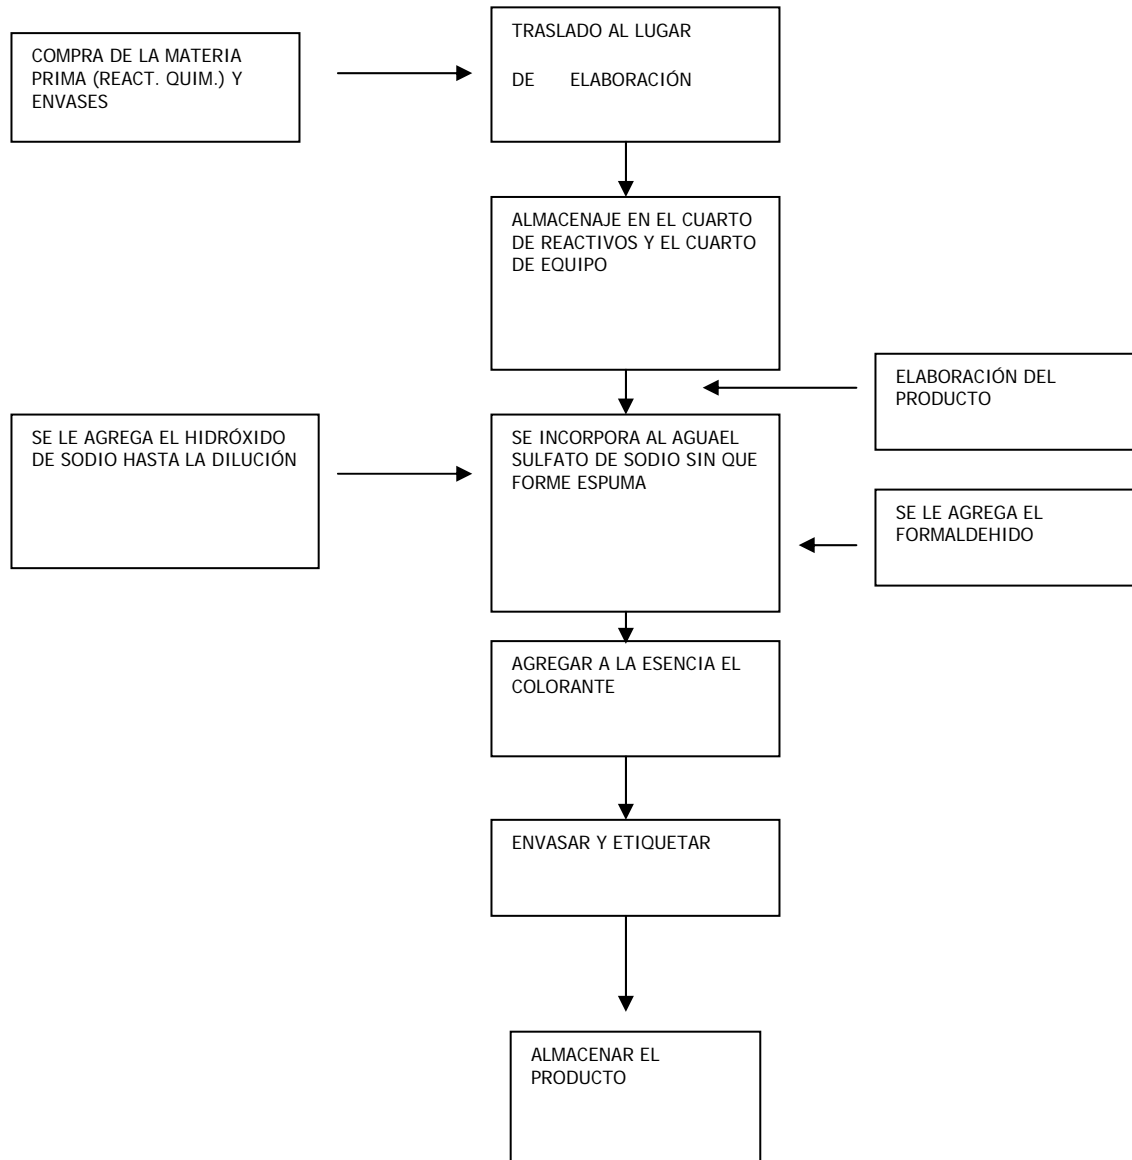 COMPRA DE LA MATERIA
PRIMA (REACT. QUIM.) Y
ENVASES
TRASLADO AL LUGAR
DE ELABORACIÓN
ALMACENAJE EN EL CUARTO
DE REACTIVOS Y EL CUARTO
DE EQUIPO
ELABORACIÓN DEL
PRODUCTO
SE LE AGREGA EL HIDRÓXIDO
DE SODIO HASTA LA DILUCIÓN
SE INCORPORA AL AGUAEL
SULFATO DE SODIO SIN QUE
FORME ESPUMA
SE LE AGREGA EL
FORMALDEHIDO
AGREGAR A LA ESENCIA EL
COLORANTE
ENVASAR Y ETIQUETAR
ALMACENAR EL
PRODUCTO